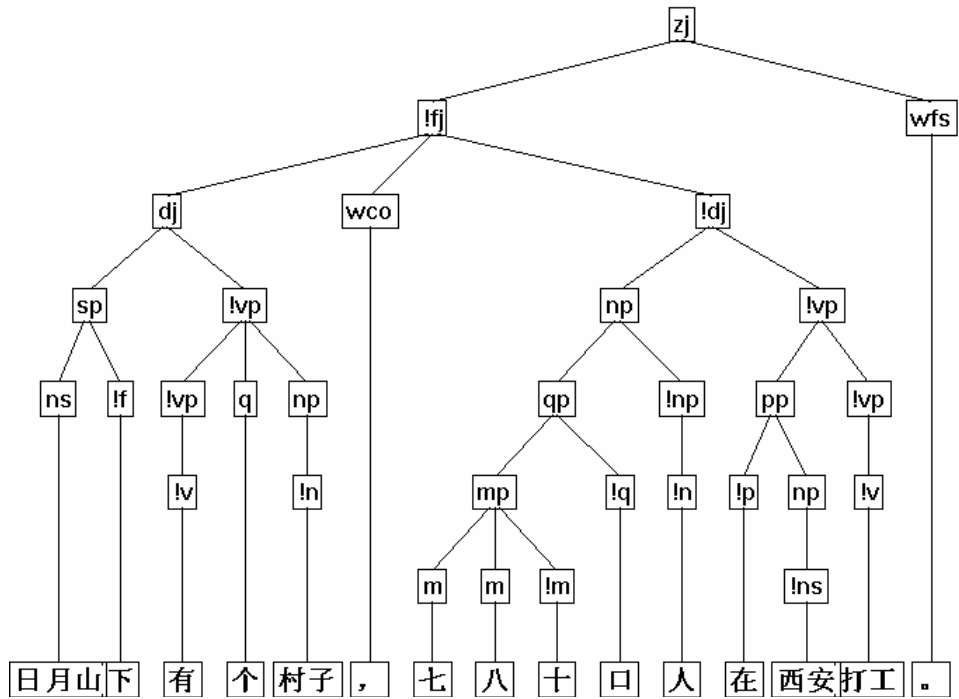 zj
!fj wfs
dj wco !dj
sp !vp np !vp
ns !f !vp q np qp !np pp !vp
!v !n mp !q !n !p np !v
m m !m !ns
日月山 下 有 个 村子 ， 七 八 十 口 人 在 西安 打工 。